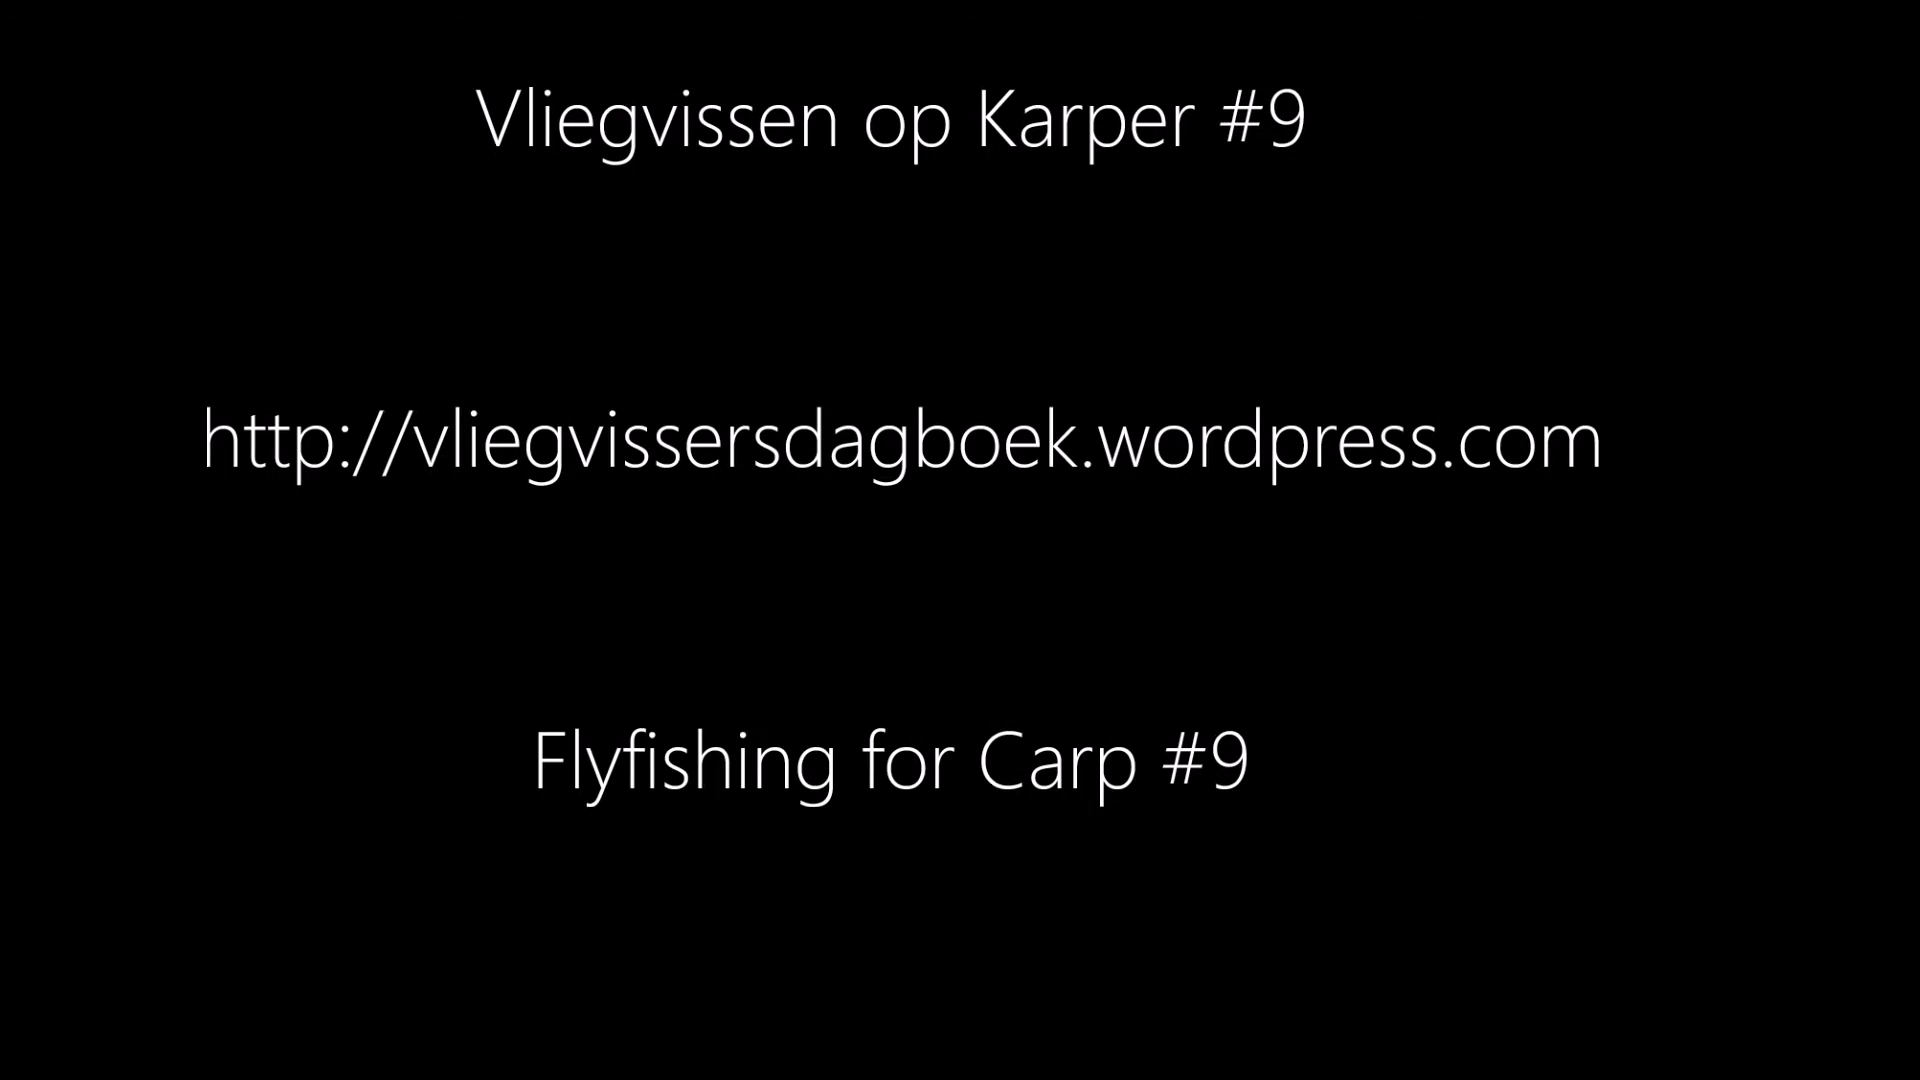 Vliegvissen op Karper #9
http://vliegvissersdagboek.wordpress.com
Flyfishing for Carp #9